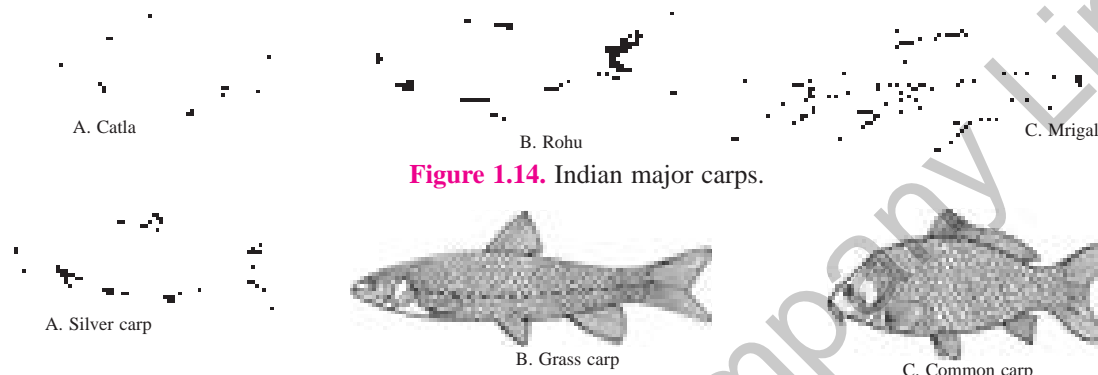 A. Catla
B. Rohu
C. Mrigal
Figure 1.14. Indian major carps.
A. Silver carp
B. Grass carp
C. Common carp